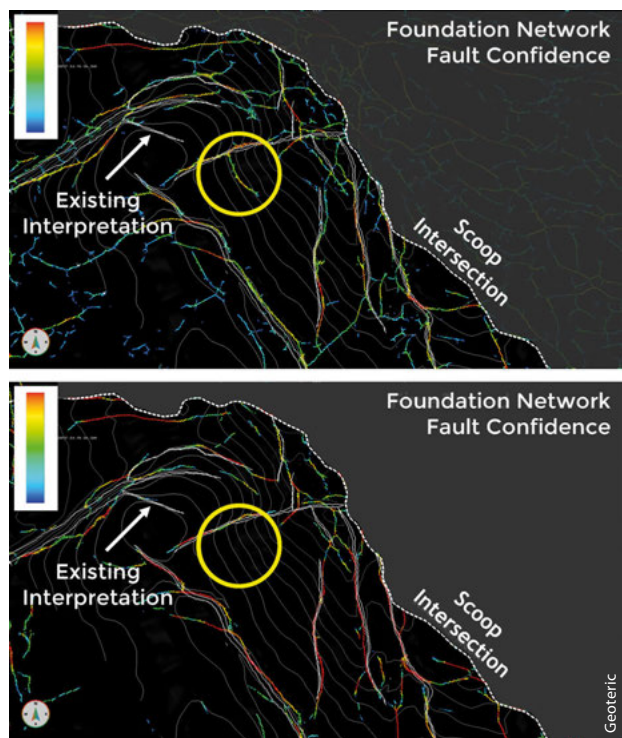 Foundation Network
Fault Confidence
Existing
Interpretation
Scoop
Intersection
Foundation Network
Fault Confidence
Existing
Interpretation
Scoop
Intersection
Geoteric